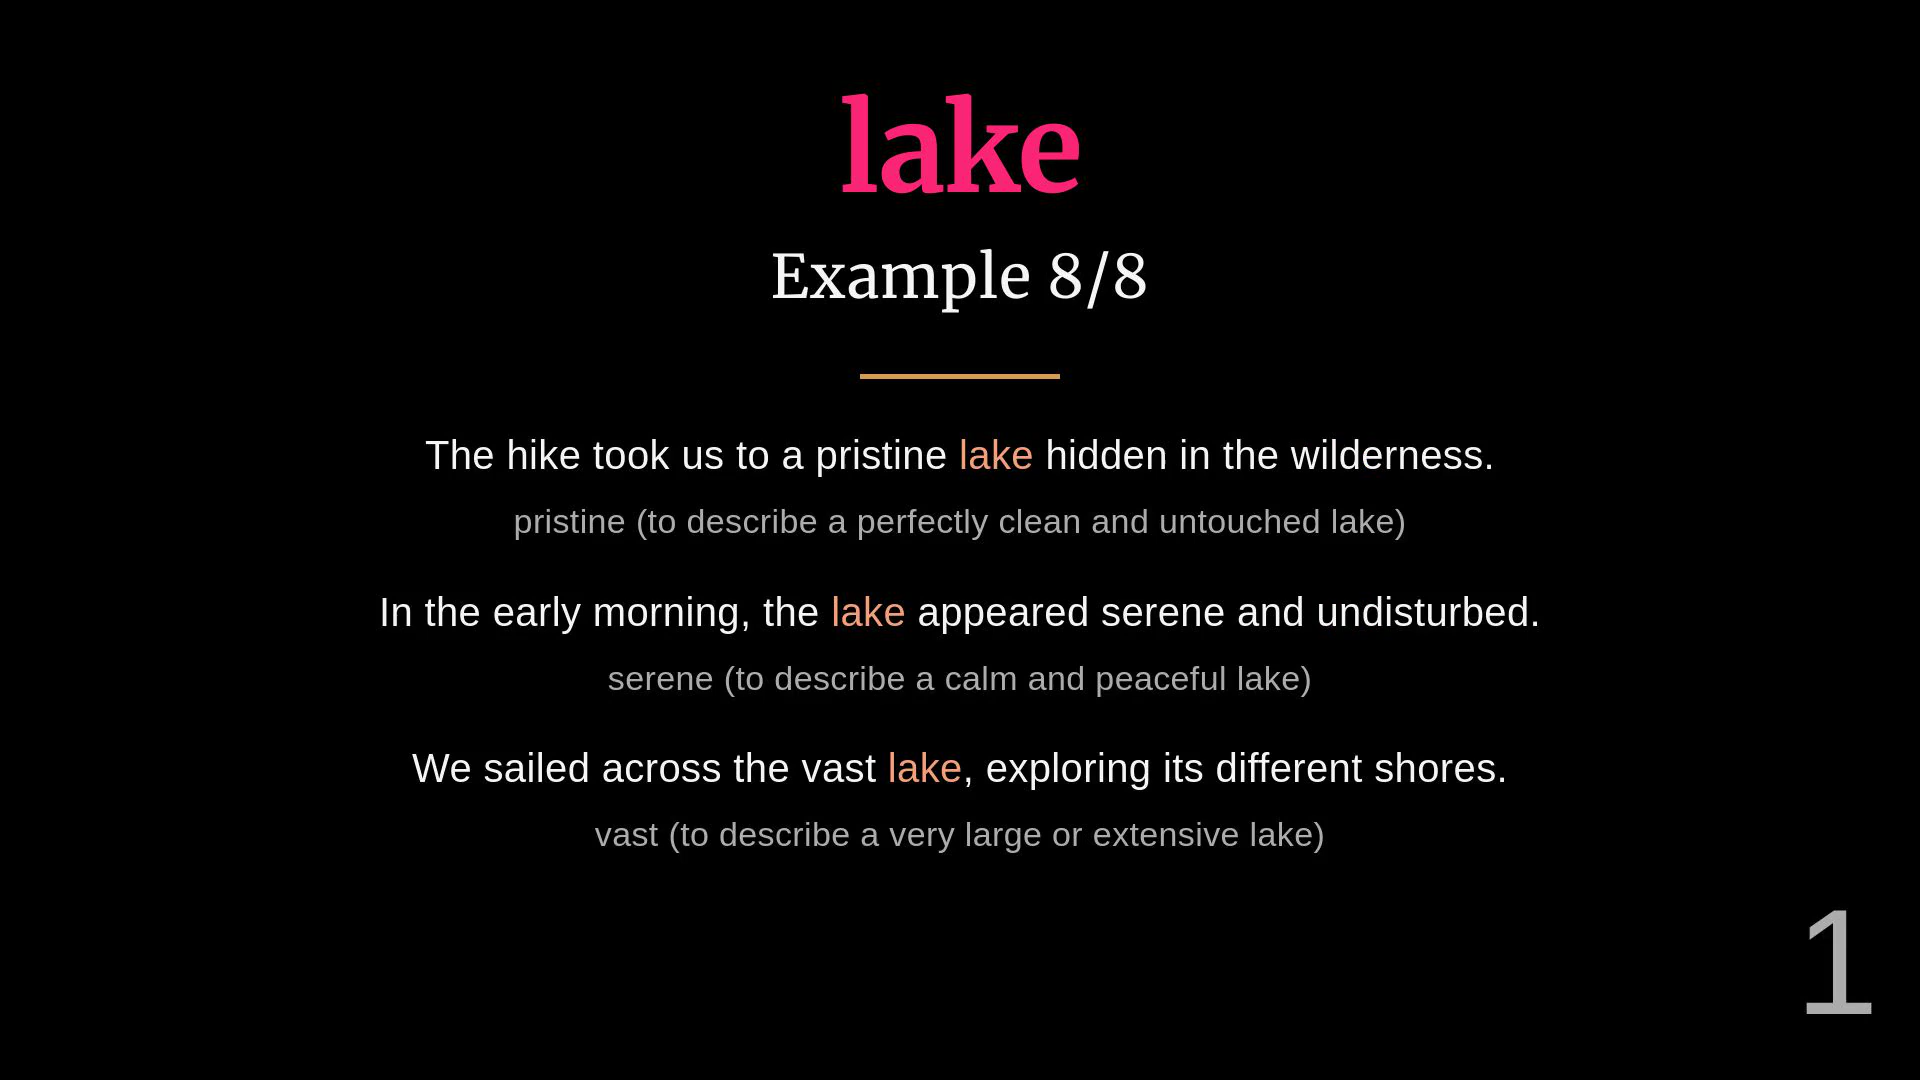 lake
Example 8/8
The hike took us to a pristine lake hidden in the wilderness.
pristine (to describe a perfectly clean and untouched lake)
In the early morning, the lake appeared serene and undisturbed.
serene (to describe a calm and peaceful lake)
We sailed across the vast lake, exploring its different shores.
vast (to describe a very large or extensive lake)
1